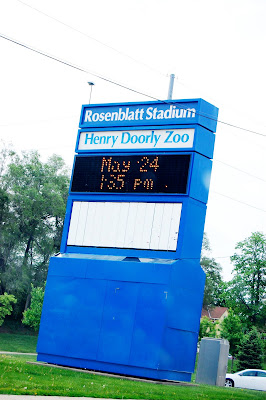 Rosenblatt Stadium
Henry Doorly Zoo
May 24
1:35 pm